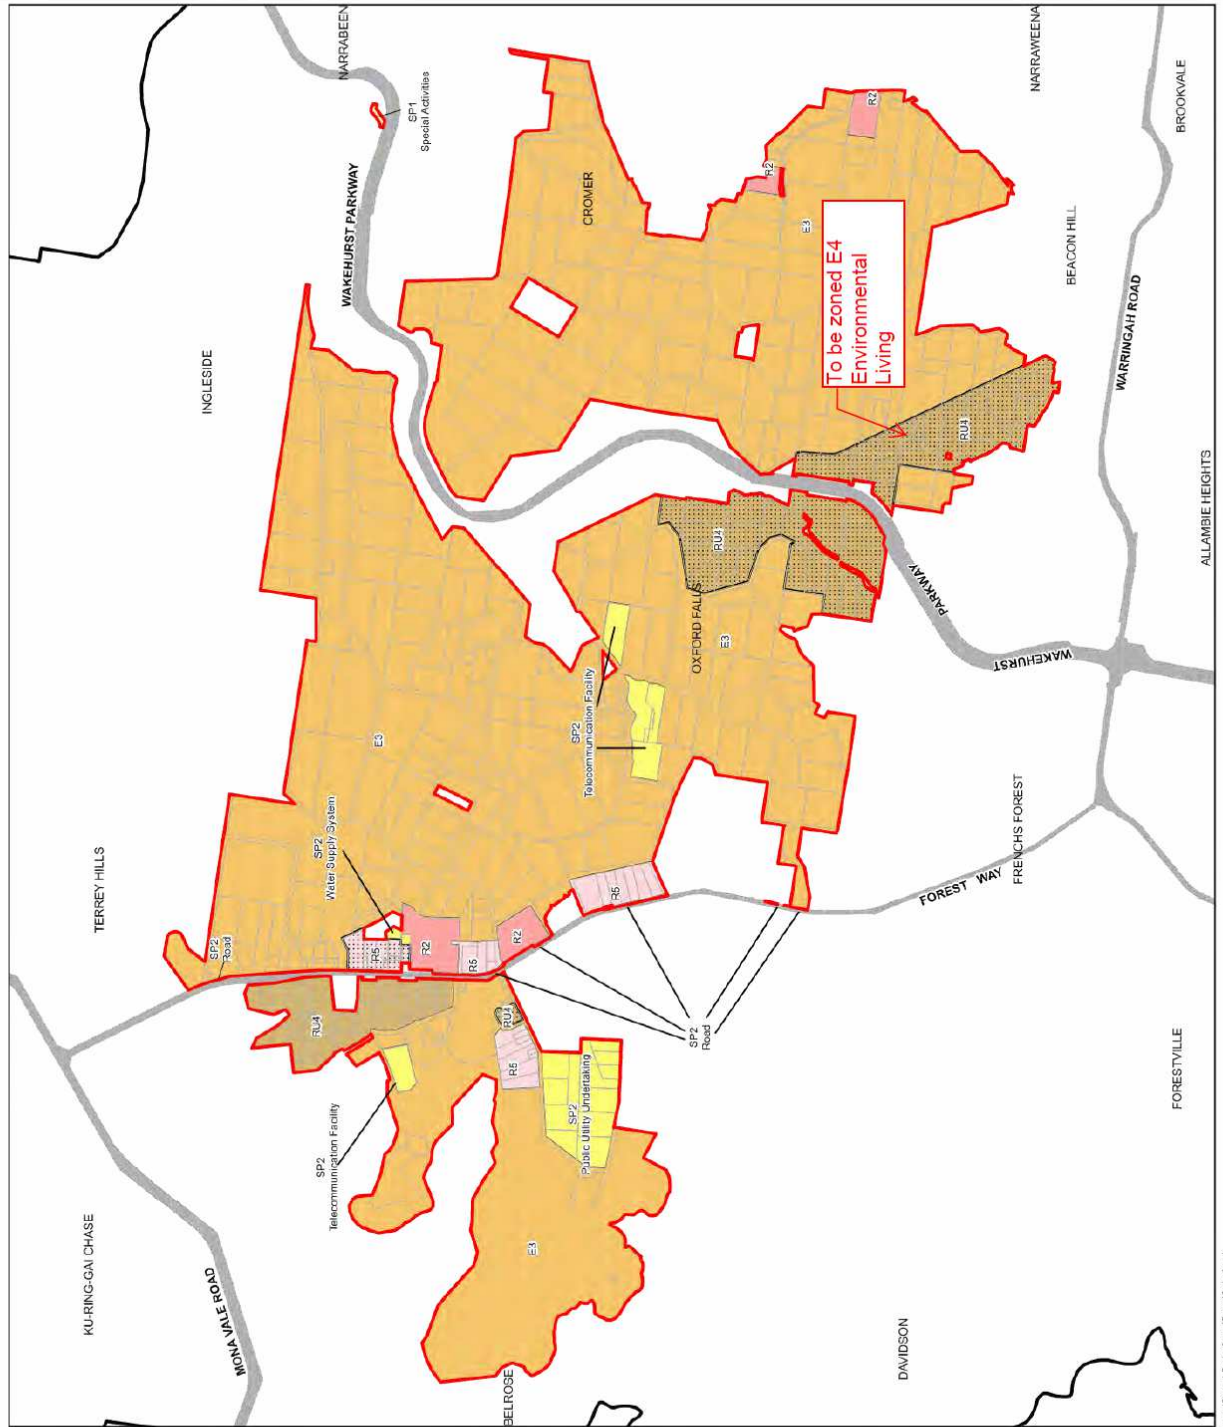 KU-RING-GAI CHASE
MONA VALE ROAD
TERREY HILLS
INGLESIDE
NARRABEEN
SP1
Special Activities
WAKEHURST PARKWAY
SP2
Road
SP2
Water Supply System
E3
RU4
R5
R2
R5
R2
SP2
Telecommunication Facility
RU4
R5
SP2
Public Utility Undertaking
E3
BELROSE
R5
SP2
Road
SP2
Telecommunication Facility
OXFORD FALLS
E3
RU4
CROMER
R2
R2
E3
To be zoned E4
Environmental
Living
RU4
NARRAWEENA
BROOKVALE
BEACON HILL
WARRINGAH ROAD
ALLAMBIE HEIGHTS
PARKWAY
WAKEHURST
FOREST WAY
FRENCHS FOREST
FORESTVILLE
DAVIDSON